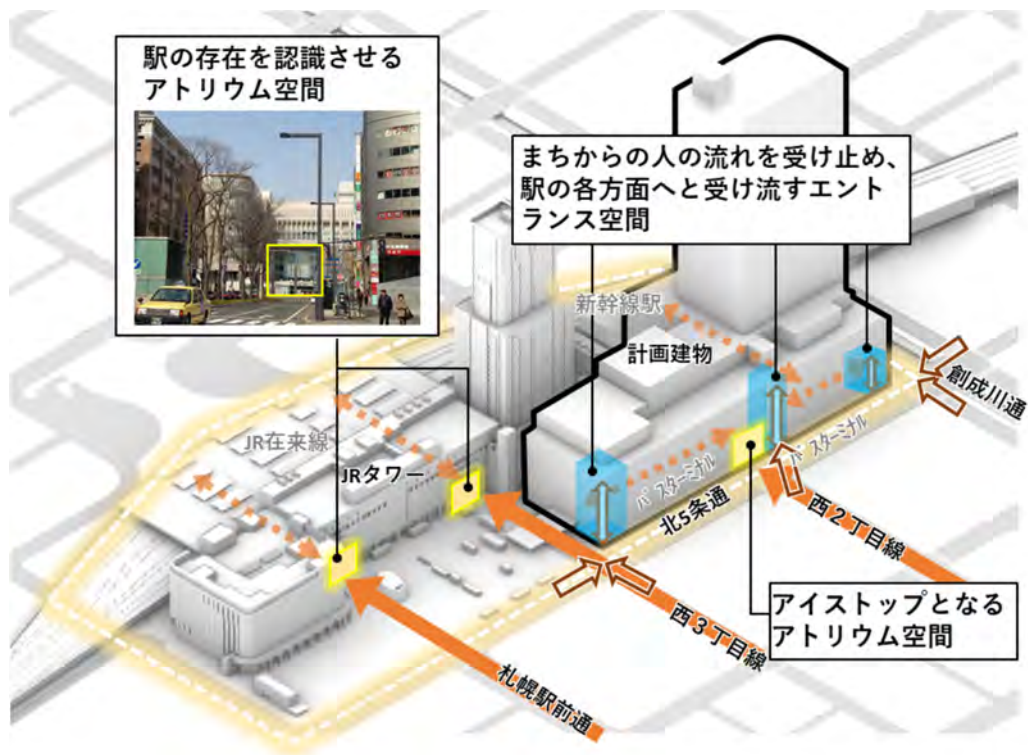 駅の存在を認識させる
アトリウム空間
まちからの人の流れを受け止め、
駅の各方面へと受け流すエント
ランス空間
新幹線駅
計画建物
創成川通
JR在来線
JRタワー
バスターミナル
バスターミナル
北5条通
西2丁目線
西3丁目線
札幌駅前通
アイストップとなる
アトリウム空間